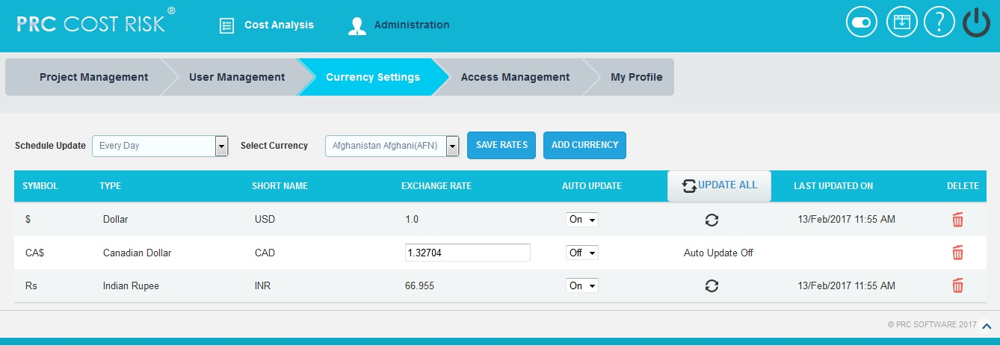 PRC COST RISK®
Cost Analysis
Administration
?
Project Management
User Management
Currency Settings
Access Management
My Profile
Schedule Update Every Day Select Currency Afghanistan Afghani(AFN) SAVE RATES ADD CURRENCY
SYMBOL TYPE SHORT NAME EXCHANGE RATE AUTO UPDATE UPDATE ALL LAST UPDATED ON DELETE
$ Dollar USD 1.0 On 13/Feb/2017 11:55 AM
CA$ Canadian Dollar CAD 1.32704 Off Auto Update Off
Rs Indian Rupee INR 66.955 On 13/Feb/2017 11:55 AM
© PRC SOFTWARE 2017